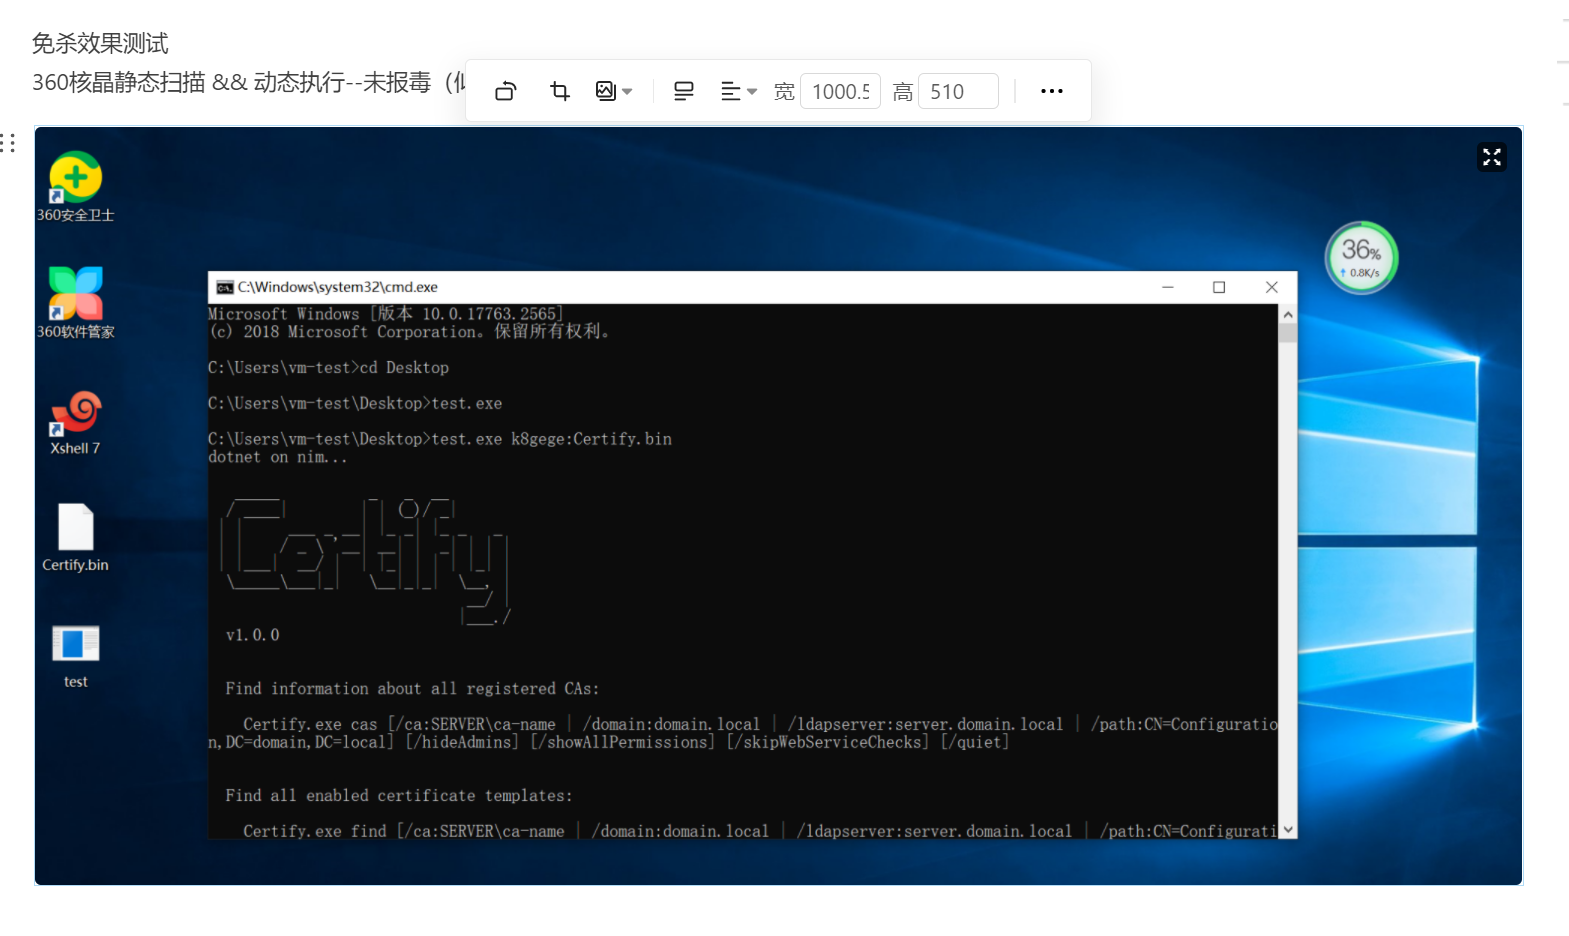 免杀效果测试
360核晶静态扫描 && 动态执行--未报毒（
宽 1000.5 高 510
360安全卫士
36%
0.8K/s
C:\Windows\system32\cmd.exe
360软件管家
Microsoft Windows [版本 10.0.17763.2565]
(c) 2018 Microsoft Corporation。保留所有权利。
C:\Users\vm-test>cd Desktop
C:\Users\vm-test\Desktop>test.exe
C:\Users\vm-test\Desktop>test.exe k8gege:Certify.bin
dotnet on nim...
Xshell 7
Certify
Certify.bin
v1.0.0
test
Find information about all registered CAs:
Certify.exe cas [/ca:SERVER\ca-name | /domain:domain.local | /ldapserver:server.domain.local | /path:CN=Configuratio
n,DC=domain,DC=local] [/hideAdmins] [/showAllPermissions] [/skipWebServiceChecks] [/quiet]
Find all enabled certificate templates:
Certify.exe find [/ca:SERVER\ca-name | /domain:domain.local | /ldapserver:server.domain.local | /path:CN=Configurati